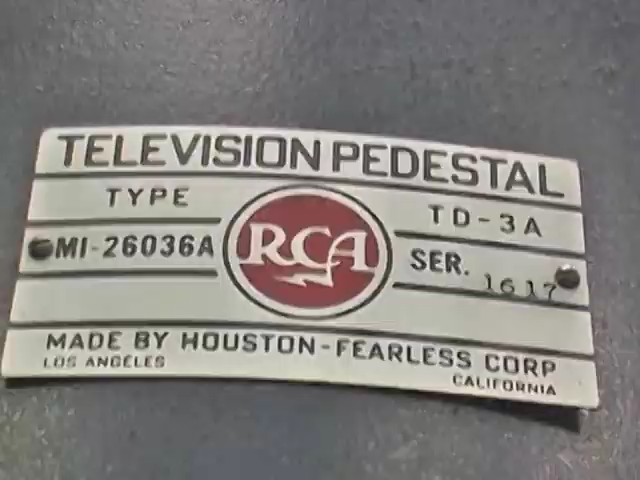 TELEVISION PEDESTAL
TYPE TD-3A
MI-26036A RCA SER. 1617
MADE BY HOUSTON-FEARLESS CORP
LOS ANGELES CALIFORNIA